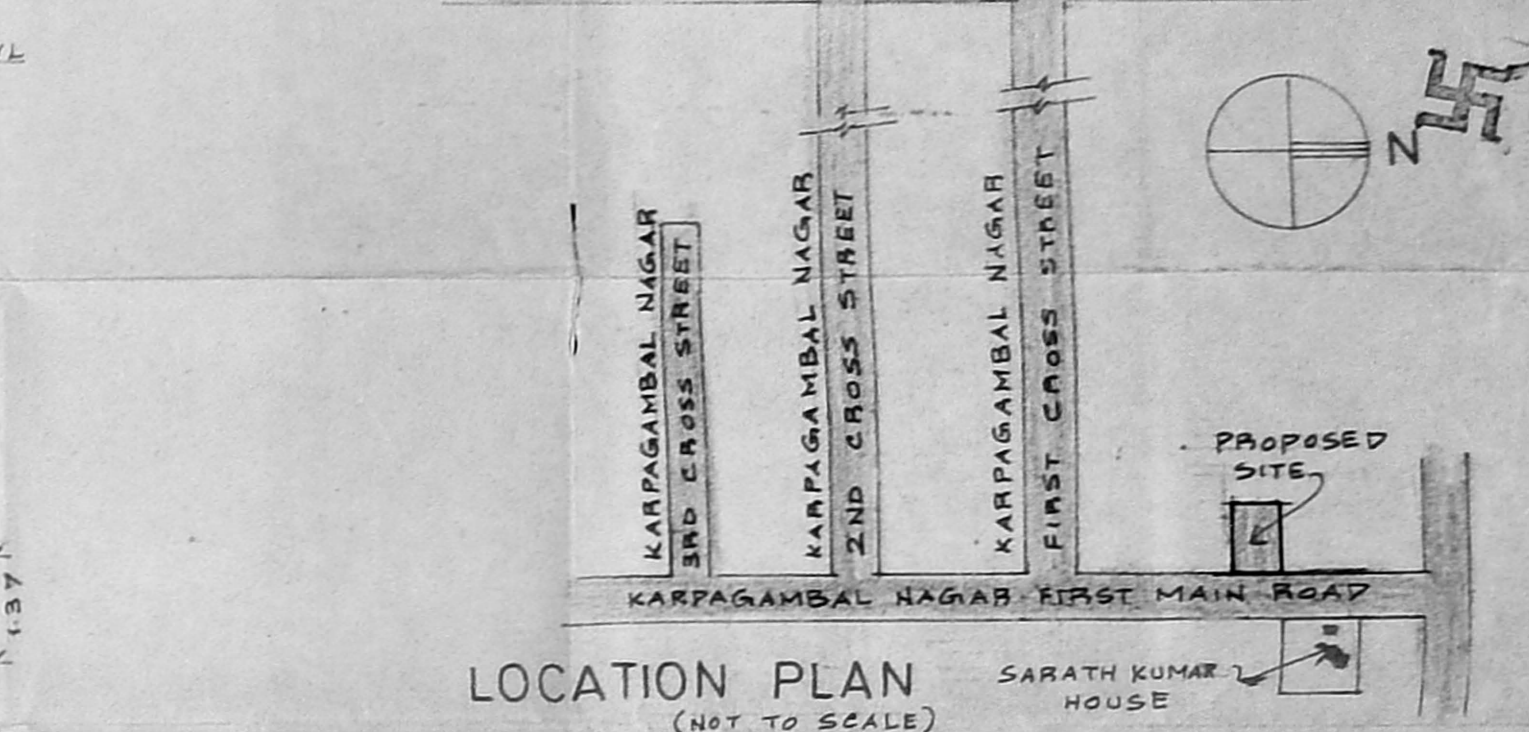 KARPAGAMBAL NAGAR
3RD CROSS STREET
KARPAGAMBAL NAGAR
2ND CROSS STREET
KARPAGAMBAL NAGAR
FIRST CROSS STREET
N
PROPOSED
SITE
KARPAGAMBAL NAGAR FIRST MAIN ROAD
SARATH KUMAR
HOUSE
LOCATION PLAN
(NOT TO SCALE)